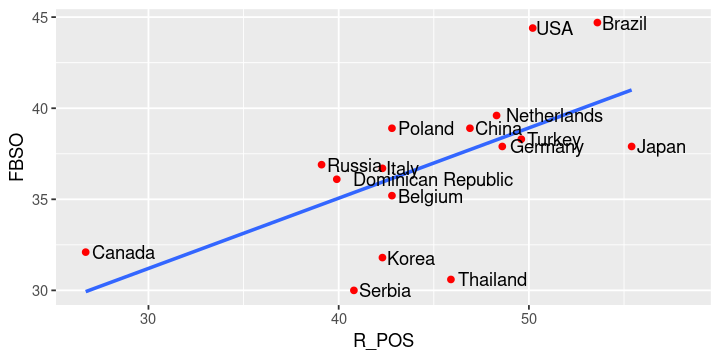 45
USA
Brazil
40
Netherlands
Poland
China
Turkey
Germany
Japan
FBSO
Russia
Italy
Dominican Republic
35
Belgium
Canada
Korea
Thailand
30
Serbia
30
40
50
R_POS